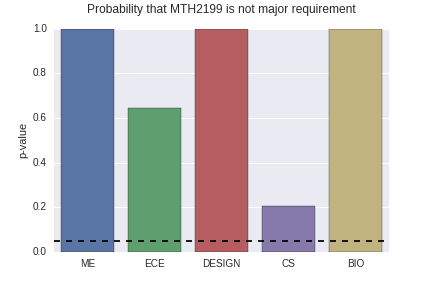 Probability that MTH2199 is not major requirement
1.0
0.8
0.6
0.4
0.2
0.0
p-value
ME ECE DESIGN CS BIO